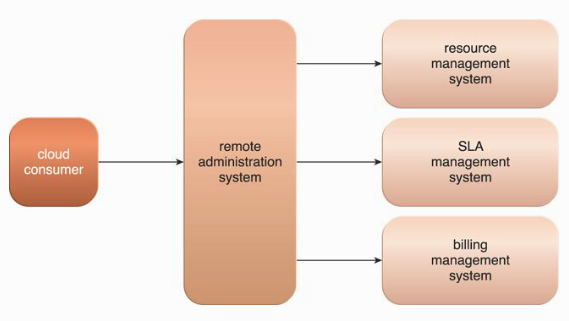 cloud
consumer
remote
administration
system
resource
management
system
SLA
management
system
billing
management
system